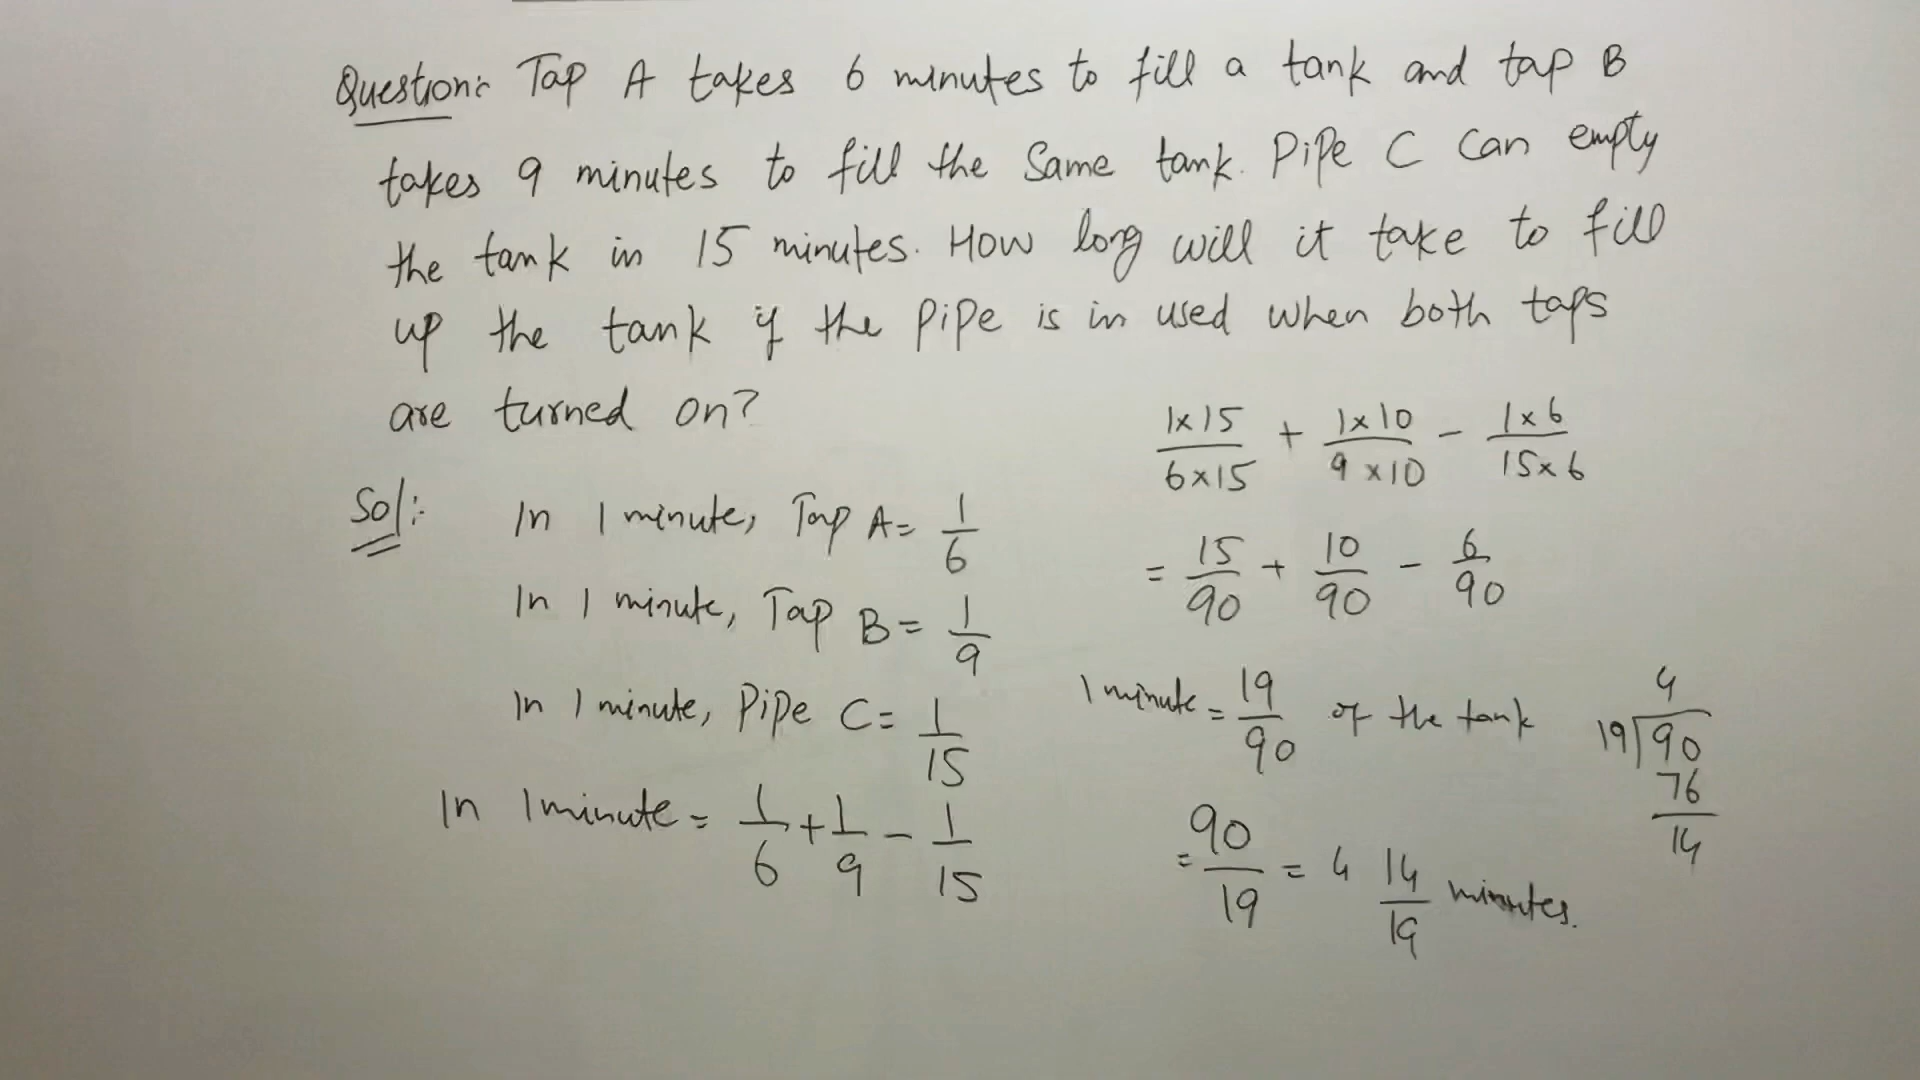 Question: Tap A takes 6 minutes to fill a tank and tap B
takes 9 minutes to fill the same tank. Pipe C can empty
the tank in 15 minutes. How long will it take to fill
up the tank if the pipe is in used when both taps
are turned on?
Sol:
In 1 minute, Tap A = 1/6
In 1 minute, Tap B = 1/9
In 1 minute, Pipe C = 1/15
In 1 minute = 1/6 + 1/9 - 1/15
1x15/6x15 + 1x10/9x10 - 1x6/15x6
= 15/90 + 10/90 - 6/90
1 minute = 19/90 of the tank
= 90/19 = 4 14/19 minutes.
4
19)90
76
14